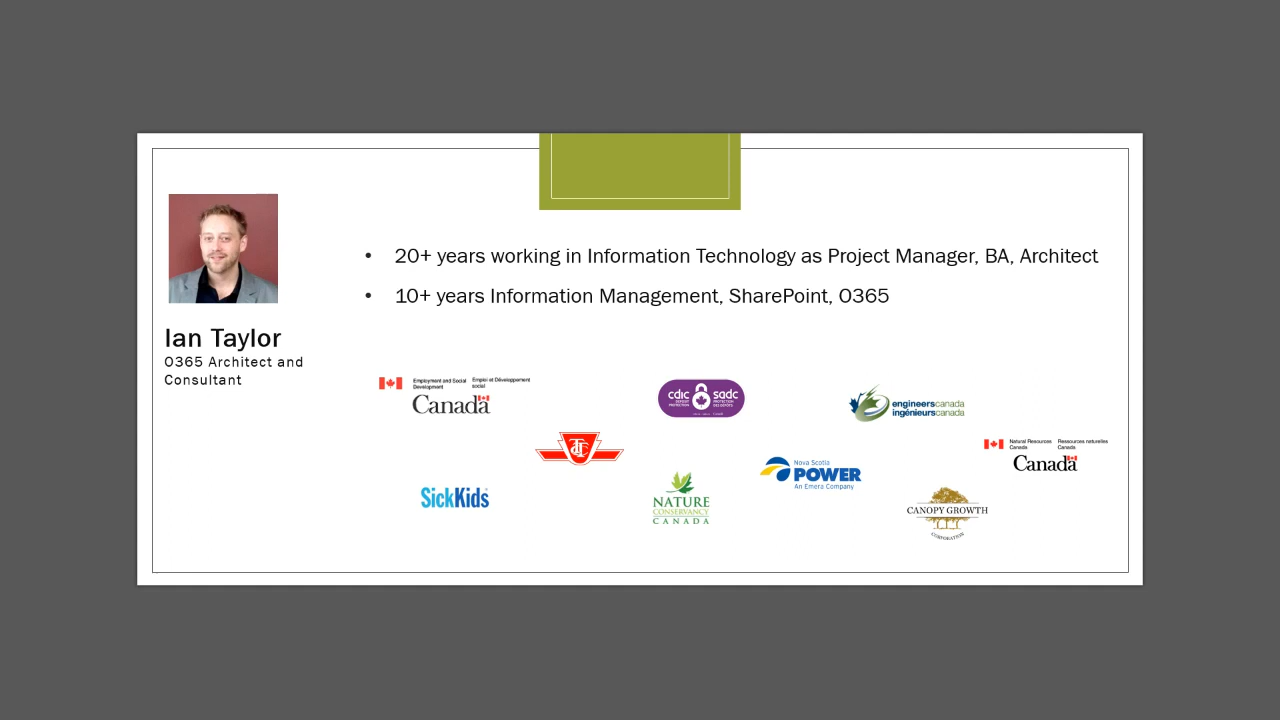 Ian Taylor
O365 Architect and
Consultant
• 20+ years working in Information Technology as Project Manager, BA, Architect
• 10+ years Information Management, SharePoint, O365
Employment and Social Development
Emploi et Développement social
Canada
cdic
sadc
engineerscanada
ingénieurscanada
TTC
Natural Resources Canada
Ressources naturelles Canada
Canada
Nova Scotia
POWER
An Emera Company
SickKids
NATURE
CONSERVANCY
CANADA
CANOPY GROWTH
CORPORATION